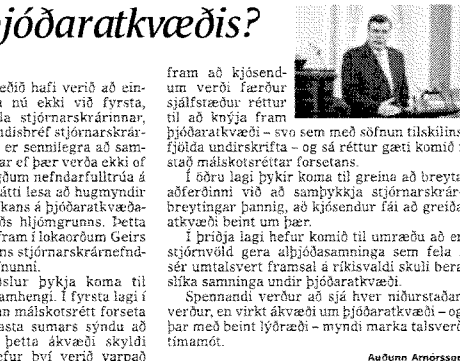 jóðaratkvæðis?
eðið hafi verið að ein-
a nú ekki við fyrsta,
la stjórnarskrárinnar,
ndisbréf stjórnarskrár-
er sennilegra að sam-
ar ef þær verða ekki of
gðum nefndarfulltrúa á
átti lesa að hugmyndir
kans á þjóðaratkvæða-
ðs hljómgrunns. Þetta
fram í lokaorðum Geirs
ns stjórnarskrárnefnd-
fnunni.
slur þykja koma til
amhengi. Í fyrsta lagi í
n málskotsrétt forseta
asta sumars sýndu að
þetta ákvæði skyldi
efur því verið varpað
fram að kjósend-
um verði færður
sjálfstæður réttur
til að knýja fram
þjóðaratkvæði – svo sem með söfnun tilskilins
fjölda undirskrifta – og sá réttur gæti komið í
stað málskotsréttar forsetans.
Í öðru lagi þykir koma til greina að breyta
aðferðinni við að samþykkja stjórnarskrár-
breytingar þannig, að kjósendur fái að greiða
atkvæði beint um þær.
Í þriðja lagi hefur komið til umræðu að er
stjórnvöld gera alþjóðasamninga sem fela í
sér umtalsvert framsal á ríkisvaldi skuli bera
slíka samninga undir þjóðaratkvæði.
Spennandi verður að sjá hver niðurstaðan
verður, en virkt ákvæði um þjóðaratkvæði – og
þar með beint lýðræði – myndi marka talsverð
tímamót.
Auðunn Arnórsson